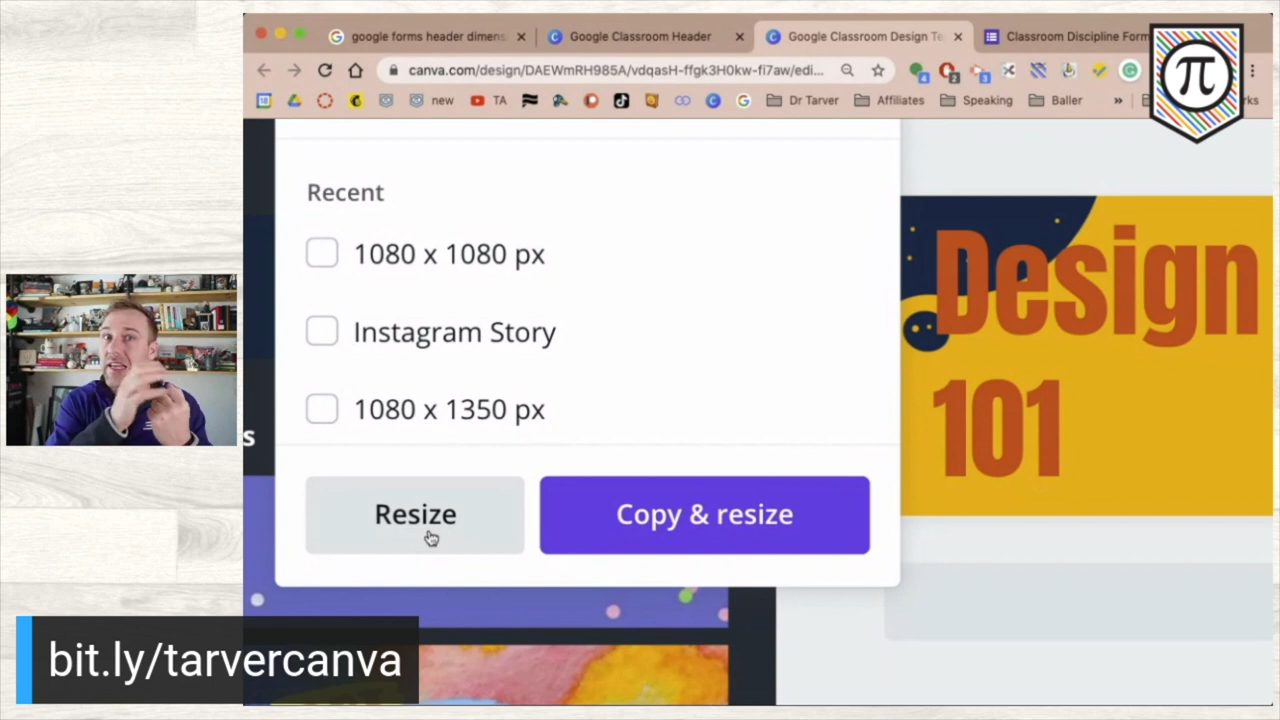 google forms header dimens
Google Classroom Header
Google Classroom Design Te
Classroom Discipline Form
canva.com/design/DAEWmRH985A/vdqasH-ffgk3H0kw-fi7aw/edi...
new
TA
Dr Tarver
Affiliates
Speaking
Baller
»
π
Recent
1080 x 1080 px
Instagram Story
1080 x 1350 px
Resize
Copy & resize
Design
101
s
bit.ly/tarvercanva